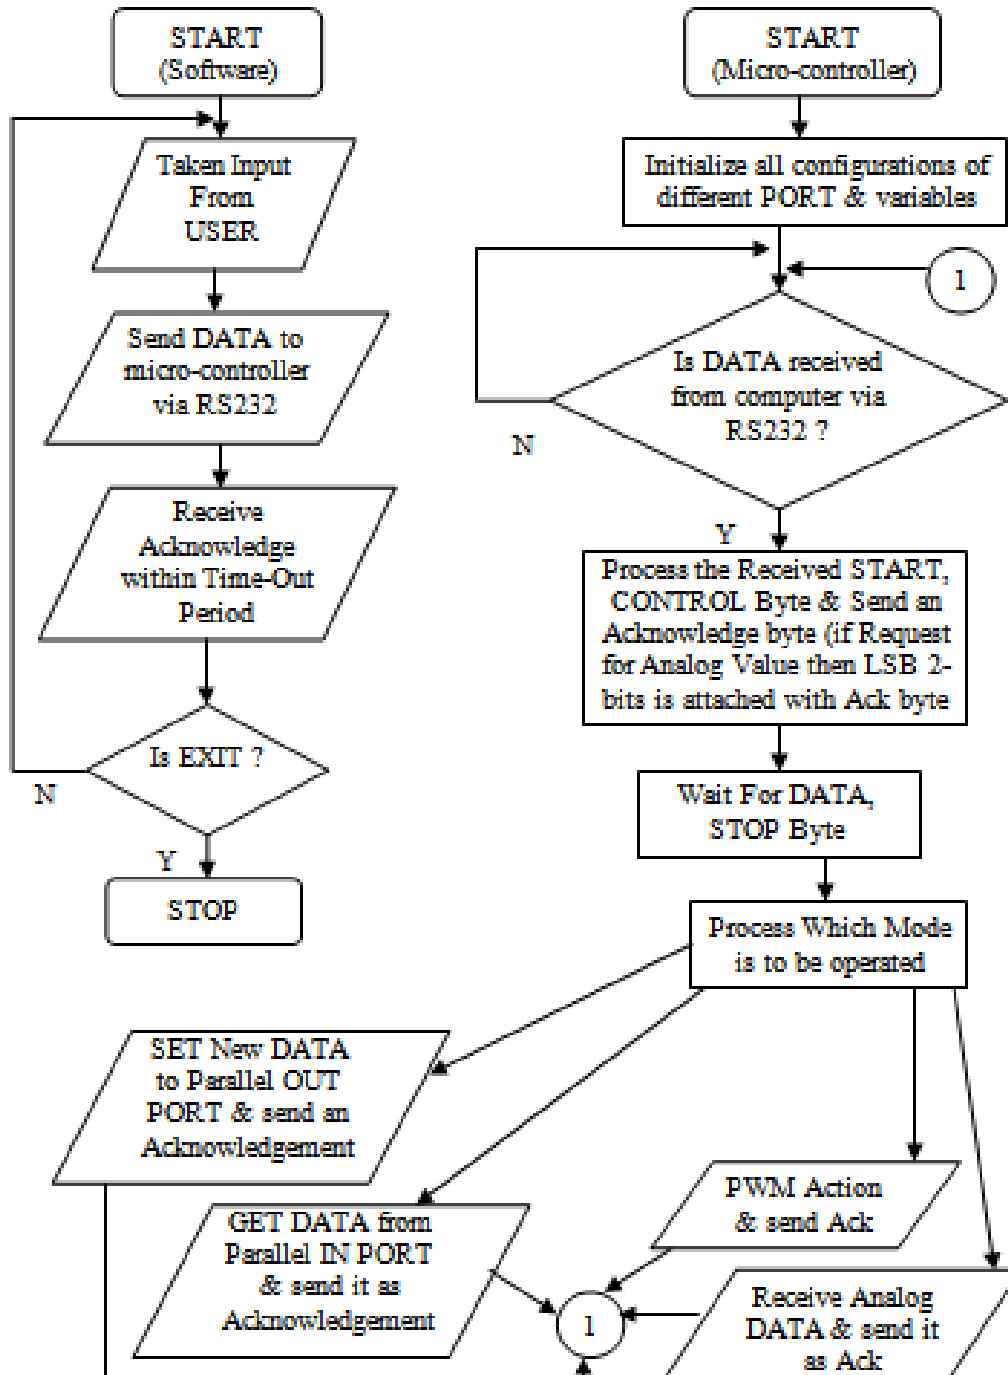 START
(Software)
Taken Input
From
USER
Send DATA to
micro-controller
via RS232
Receive
Acknowledge
within Time-Out
Period
Is EXIT ?
N
Y
STOP
START
(Micro-controller)
Initialize all configurations of
different PORT & variables
1
Is DATA received
from computer via
RS232 ?
N
Y
Process the Received START,
CONTROL Byte & Send an
Acknowledge byte (if Request
for Analog Value then LSB 2-
bits is attached with Ack byte
Wait For DATA,
STOP Byte
Process Which Mode
is to be operated
SET New DATA
to Parallel OUT
PORT & send an
Acknowledgement
GET DATA from
Parallel IN PORT
& send it as
Acknowledgement
PWM Action
& send Ack
1
Receive Analog
DATA & send it
as Ack